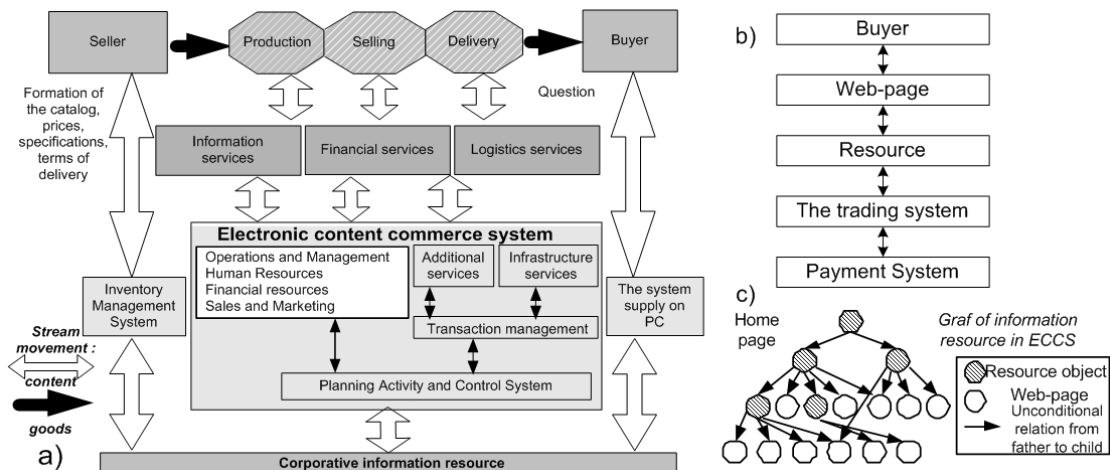 Seller
Production
Selling
Delivery
Buyer
Formation
of the catalog,
prices,
specifications,
terms of
delivery
Question
Information
services
Financial services
Logistics services
Electronic content commerce system
Operations and Management
Human Resources
Financial resources
Sales and Marketing
Additional
services
Infrastructure
services
Transaction management
Planning Activity and Control System
Inventory
Management
System
The system
supply on
PC
Stream
movement :
content
goods
a)
Corporative information resource
b)
Buyer
Web-page
Resource
The trading system
Payment System
c)
Home
page
Graf of information
resource in ECCS
Resource object
Web-page
Unconditional
relation from
father to child